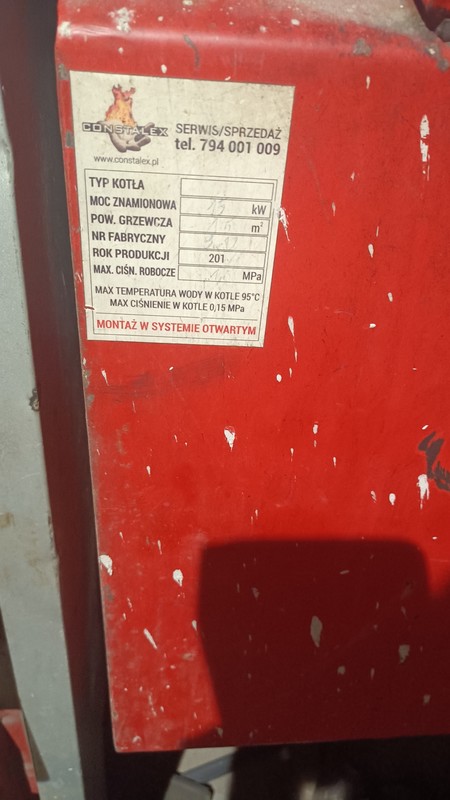 CONSTALEX
SERWIS/SPRZEDAŻ
tel. 794 001 009
www.constalex.pl
TYP KOTŁA
MOC ZNAMIONOWA 13 kW
POW. GRZEWCZA m²
NR FABRYCZNY
ROK PRODUKCJI 201
MAX. CIŚN. ROBOCZE MPa
MAX TEMPERATURA WODY W KOTLE 95°C
MAX CIŚNIENIE W KOTLE 0,15 MPa
MONTAŻ W SYSTEMIE OTWARTYM